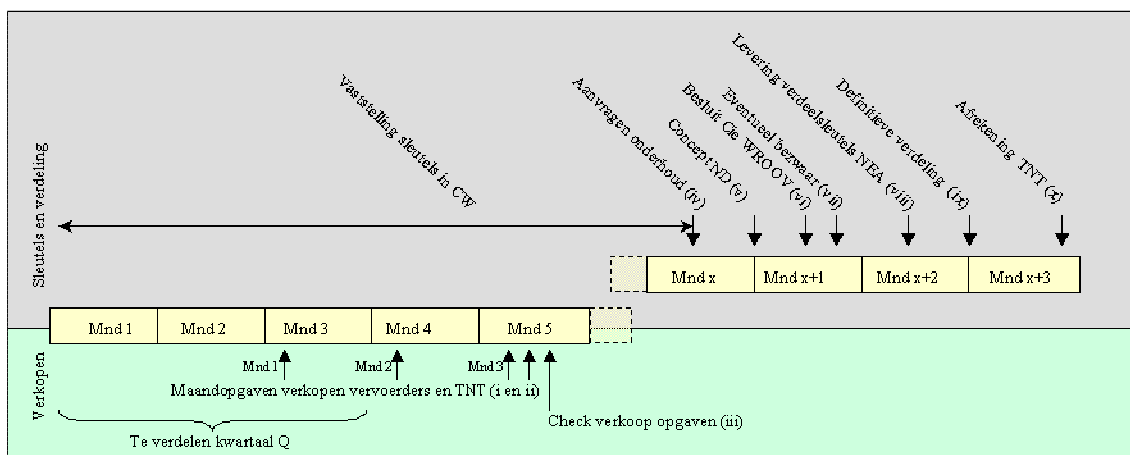 Sleutels en verdeling
Vaststelling sleutels in CW
Aanvragen onderhoud (iv)
Concept ND (v)
Besluit Cie WROOV (vi)
Eventueel bezwaar (vii)
Levering verdeelsleutels NEA (viii)
Definitieve verdeling (ix)
Afrekening TNT (x)
Mnd x
Mnd x+1
Mnd x+2
Mnd x+3
Mnd 1
Mnd 2
Mnd 3
Mnd 4
Mnd 5
Verkopen
Mnd 1
Mnd 2
Mnd 3
Maandopgaven verkopen vervoerders en TNT (i en ii)
Check verkoop opgaven (iii)
Te verdelen kwartaal Q